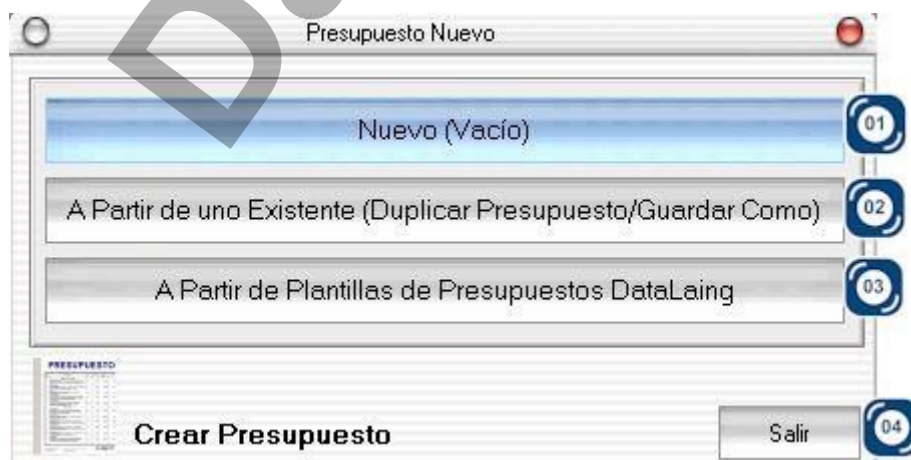 Presupuesto Nuevo
Nuevo (Vacío)
01
A Partir de uno Existente (Duplicar Presupuesto/Guardar Como)
02
A Partir de Plantillas de Presupuestos DataLaing
03
PRESUPUESTO
Crear Presupuesto
Salir
04